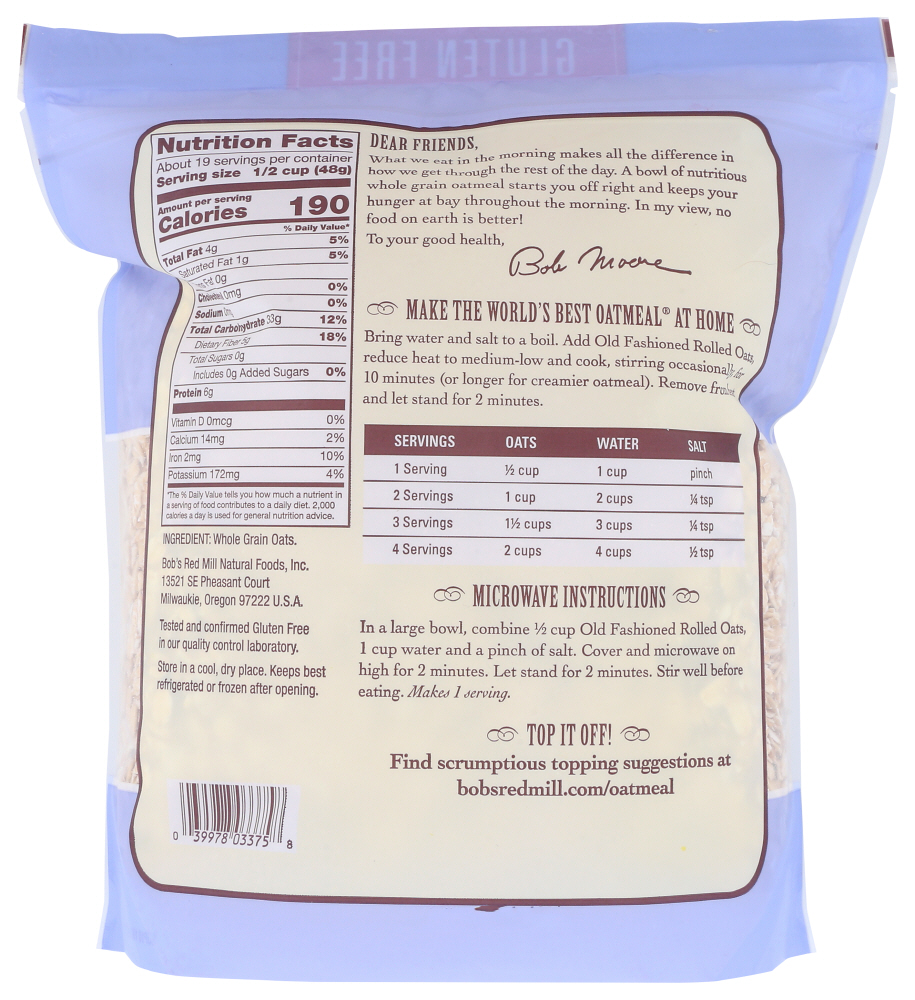 GLUTEN FREE
Nutrition Facts
About 19 servings per container
Serving size 1/2 cup (48g)
Amount per serving
Calories 190
% Daily Value*
Total Fat 4g 5%
Saturated Fat 1g 5%
Fat 0g
Cholesterol 0mg 0%
Sodium 0mg 0%
Total Carbohydrate 33g 12%
Dietary Fiber 5g 18%
Total Sugars 0g
Includes 0g Added Sugars 0%
Protein 6g
Vitamin D 0mcg 0%
Calcium 14mg 2%
Iron 2mg 10%
Potassium 172mg 4%
*The % Daily Value tells you how much a nutrient in
a serving of food contributes to a daily diet. 2,000
calories a day is used for general nutrition advice.
INGREDIENT: Whole Grain Oats.
Bob's Red Mill Natural Foods, Inc.
13521 SE Pheasant Court
Milwaukie, Oregon 97222 U.S.A.
Tested and confirmed Gluten Free
in our quality control laboratory.
Store in a cool, dry place. Keeps best
refrigerated or frozen after opening.
0 39978 03375 8
DEAR FRIENDS,
What we eat in the morning makes all the difference in
how we get through the rest of the day. A bowl of nutritious
whole grain oatmeal starts you off right and keeps your
hunger at bay throughout the morning. In my view, no
food on earth is better!
To your good health,
Bob Moore
MAKE THE WORLD'S BEST OATMEAL® AT HOME
Bring water and salt to a boil. Add Old Fashioned Rolled Oats,
reduce heat to medium-low and cook, stirring occasionally, for
10 minutes (or longer for creamier oatmeal). Remove from heat
and let stand for 2 minutes.
SERVINGS OATS WATER SALT
1 Serving ½ cup 1 cup pinch
2 Servings 1 cup 2 cups ¼ tsp
3 Servings 1½ cups 3 cups ¼ tsp
4 Servings 2 cups 4 cups ½ tsp
MICROWAVE INSTRUCTIONS
In a large bowl, combine ½ cup Old Fashioned Rolled Oats,
1 cup water and a pinch of salt. Cover and microwave on
high for 2 minutes. Let stand for 2 minutes. Stir well before
eating. Makes 1 serving.
TOP IT OFF!
Find scrumptious topping suggestions at
bobsredmill.com/oatmeal